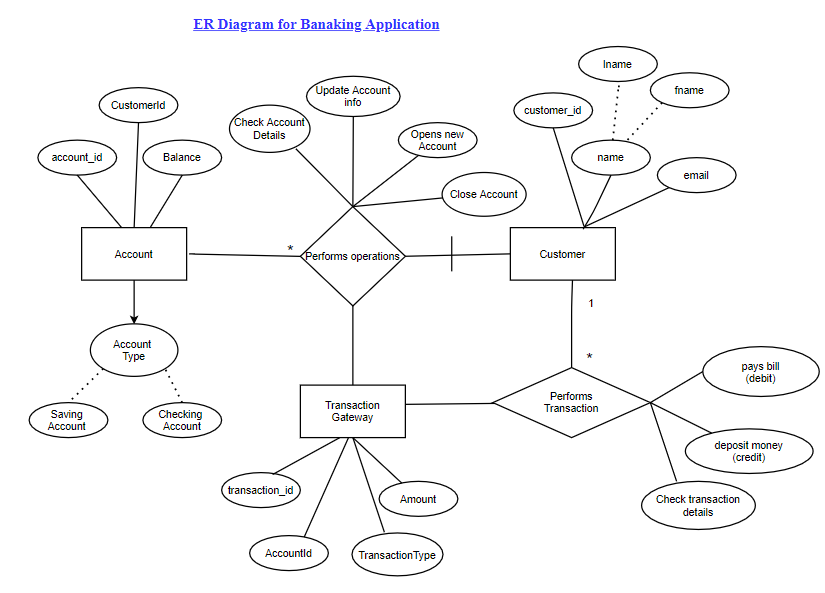 ER Diagram for Banaking Application
lname
fname
customer_id
name
email
CustomerId
account_id
Balance
Update Account
info
Check Account
Details
Opens new
Account
Close Account
Account
*
Performs operations
Customer
1
*
Account
Type
Saving
Account
Checking
Account
Transaction
Gateway
Performs
Transaction
pays bill
(debit)
deposit money
(credit)
Check transaction
details
transaction_id
Amount
AccountId
TransactionType